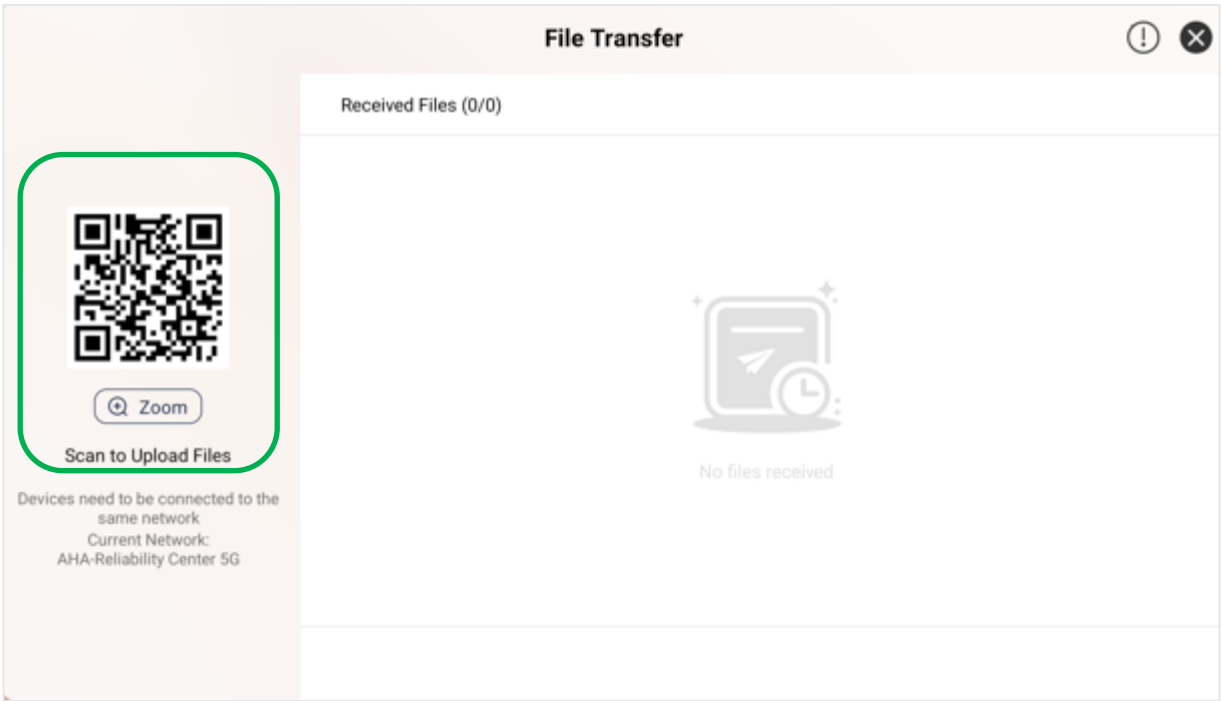 File Transfer
Received Files (0/0)
Zoom
Scan to Upload Files
Devices need to be connected to the
same network
Current Network:
AHA-Reliability Center 5G
No files received